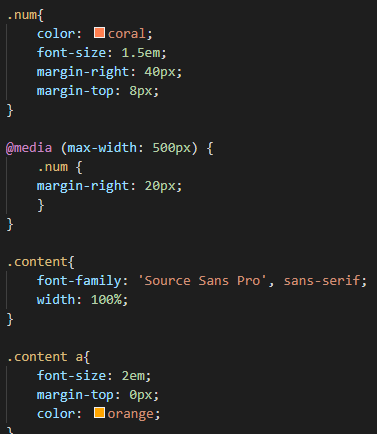 .num{
    color: coral;
    font-size: 1.5em;
    margin-right: 40px;
    margin-top: 8px;
}

@media (max-width: 500px) {
    .num {
    margin-right: 20px;
    }
}

.content{
    font-family: 'Source Sans Pro', sans-serif;
    width: 100%;
}

.content a{
    font-size: 2em;
    margin-top: 0px;
    color: orange;
}